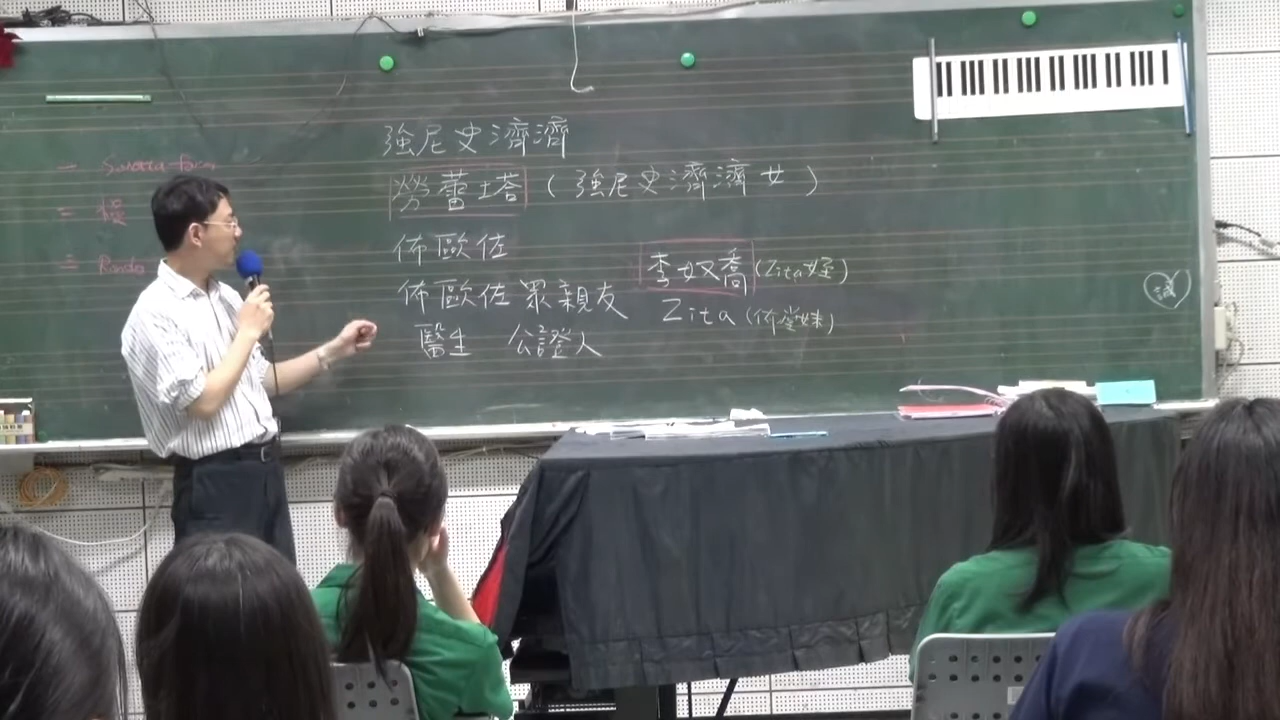 強尼史濟濟
勞蕾塔(強尼史濟濟女)
佈歐佐
佈歐佐眾親友
醫生 公證人
李奴喬(Zita姪)
Zita(佈堂妹)
一 Sonata-form
二 慢
三 Rondo
誠